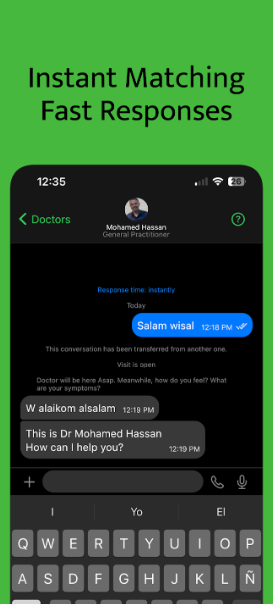 Instant Matching
Fast Responses
12:35
26
Doctors
?
Mohamed Hassan
General Practitioner
Response time: instantly
Today
Salam wisal 12:18 PM
This conversation has been transferred from another one.
Visit is open
Doctor will be here Asap. Meanwhile, how do you feel? What
are your symptoms?
W alaikom alsalam 12:19 PM
This is Dr Mohamed Hassan
How can I help you? 12:19 PM
I Yo El
Q W E R T Y U I O P
A S D F G H J K L Ñ